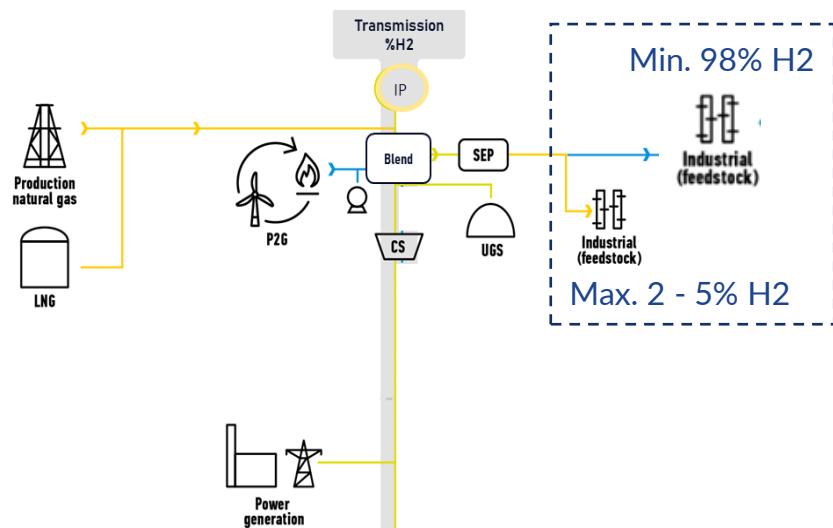 Transmission
%H2
IP
Min. 98% H2
Production
natural gas
Blend
SEP
Industrial
(feedstock)
P2G
UGS
Industrial
(feedstock)
CS
LNG
Max. 2 - 5% H2
Power
generation